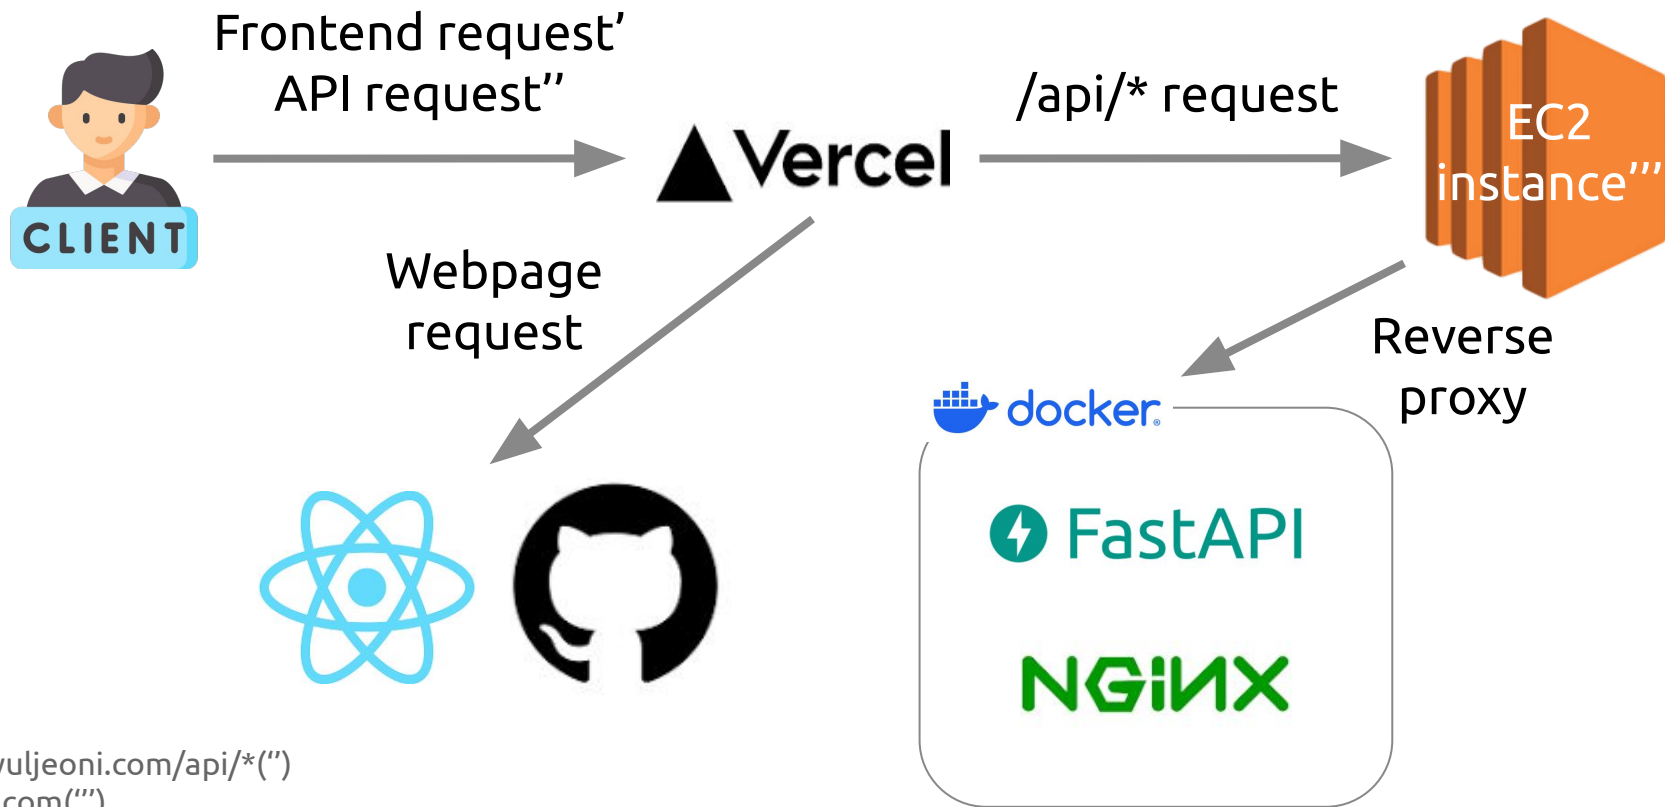 Frontend request’
API request’’
/api/* request
EC2
instance’’’
CLIENT
Vercel
Webpage
request
Reverse
proxy
docker
FastAPI
NGiNX
uljeoni.com/api/*(‘’)
.com(‘’’)